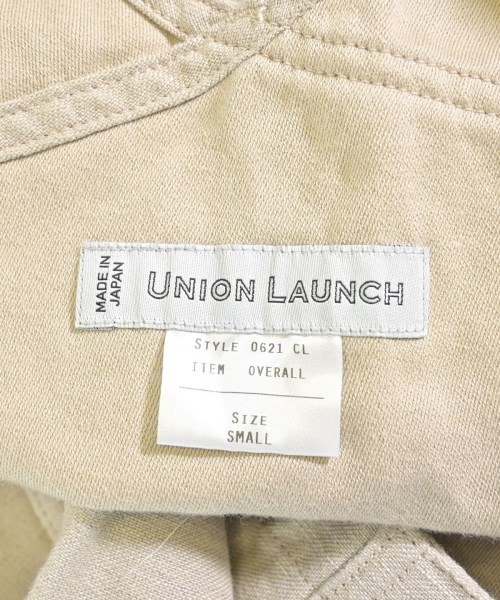 MADE IN
JAPAN
UNION LAUNCH
STYLE 0621 CL
ITEM OVERALL
SIZE
SMALL